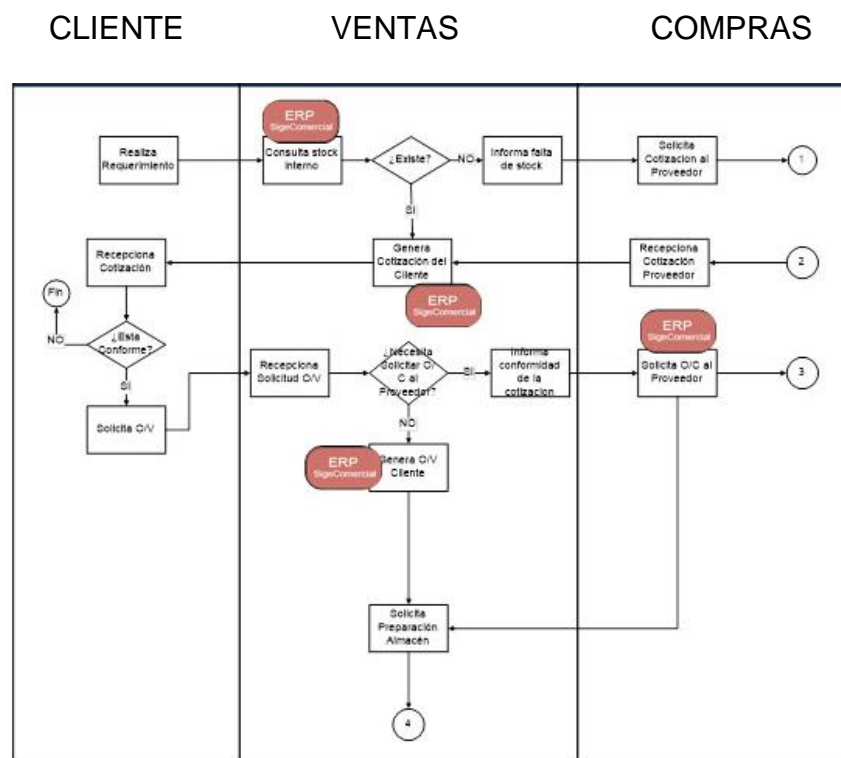 CLIENTE
VENTAS
COMPRAS
ERP
SigeComercial
Realiza
Requerimiento
Consulta stock
Interno
¿Existe?
NO
Informa falta
de stock
Solicita
Cotizacion al
Proveedor
1
SI
Recepciona
Cotización
Genera
Cotización del
Cliente
Recepciona
Cotización
Proveedor
2
ERP
SigeComercial
Fin
¿Esta
Conforme?
NO
SI
Solicita O/V
Recepciona
Solicitud O/V
¿Necesita
Solicitar O/
C al
Proveedor?
SI
Informa
conformidad
de la
cotizacion
ERP
SigeComercial
Solicita O/C al
Proveedor
3
NO
ERP
SigeComercial
Genera O/V
Cliente
Solicita
Preparación
Almacén
4